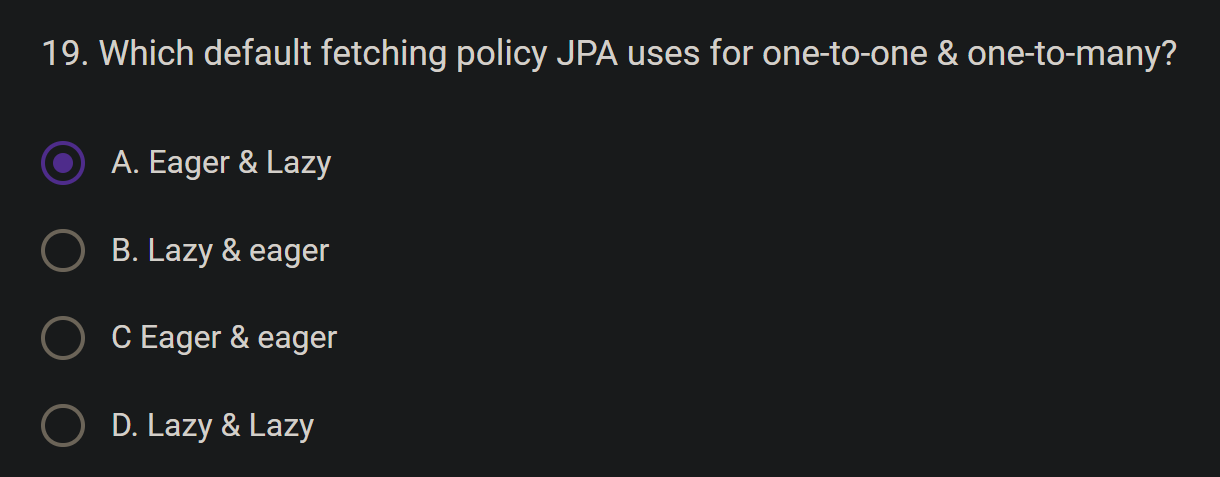 19. Which default fetching policy JPA uses for one-to-one & one-to-many?
A. Eager & Lazy
B. Lazy & eager
C Eager & eager
D. Lazy & Lazy